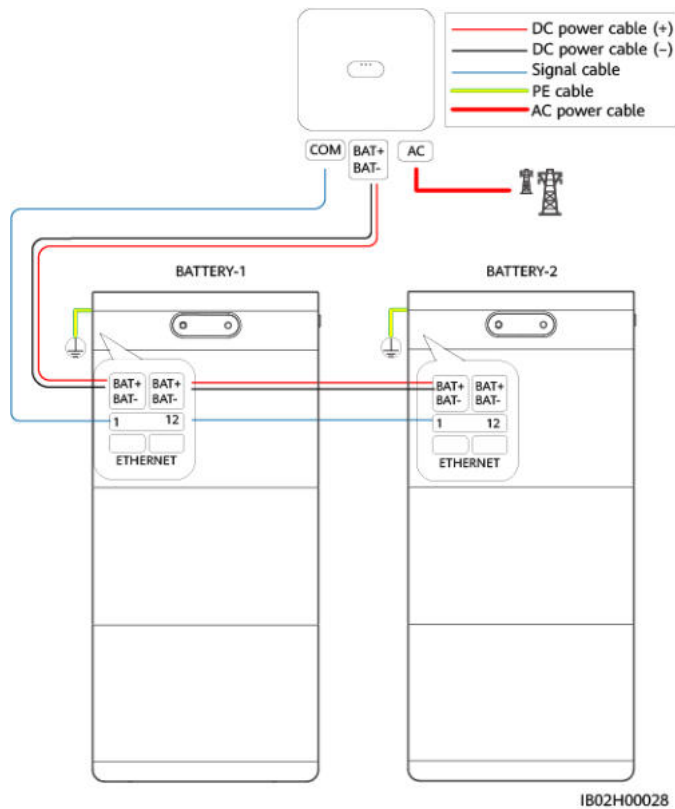 DC power cable (+)
DC power cable (–)
Signal cable
PE cable
AC power cable
COM
BAT+
BAT-
AC
BATTERY-1
BATTERY-2
BAT+ BAT+
BAT- BAT-
1 12
ETHERNET
BAT+ BAT+
BAT- BAT-
1 12
ETHERNET
IB02H00028